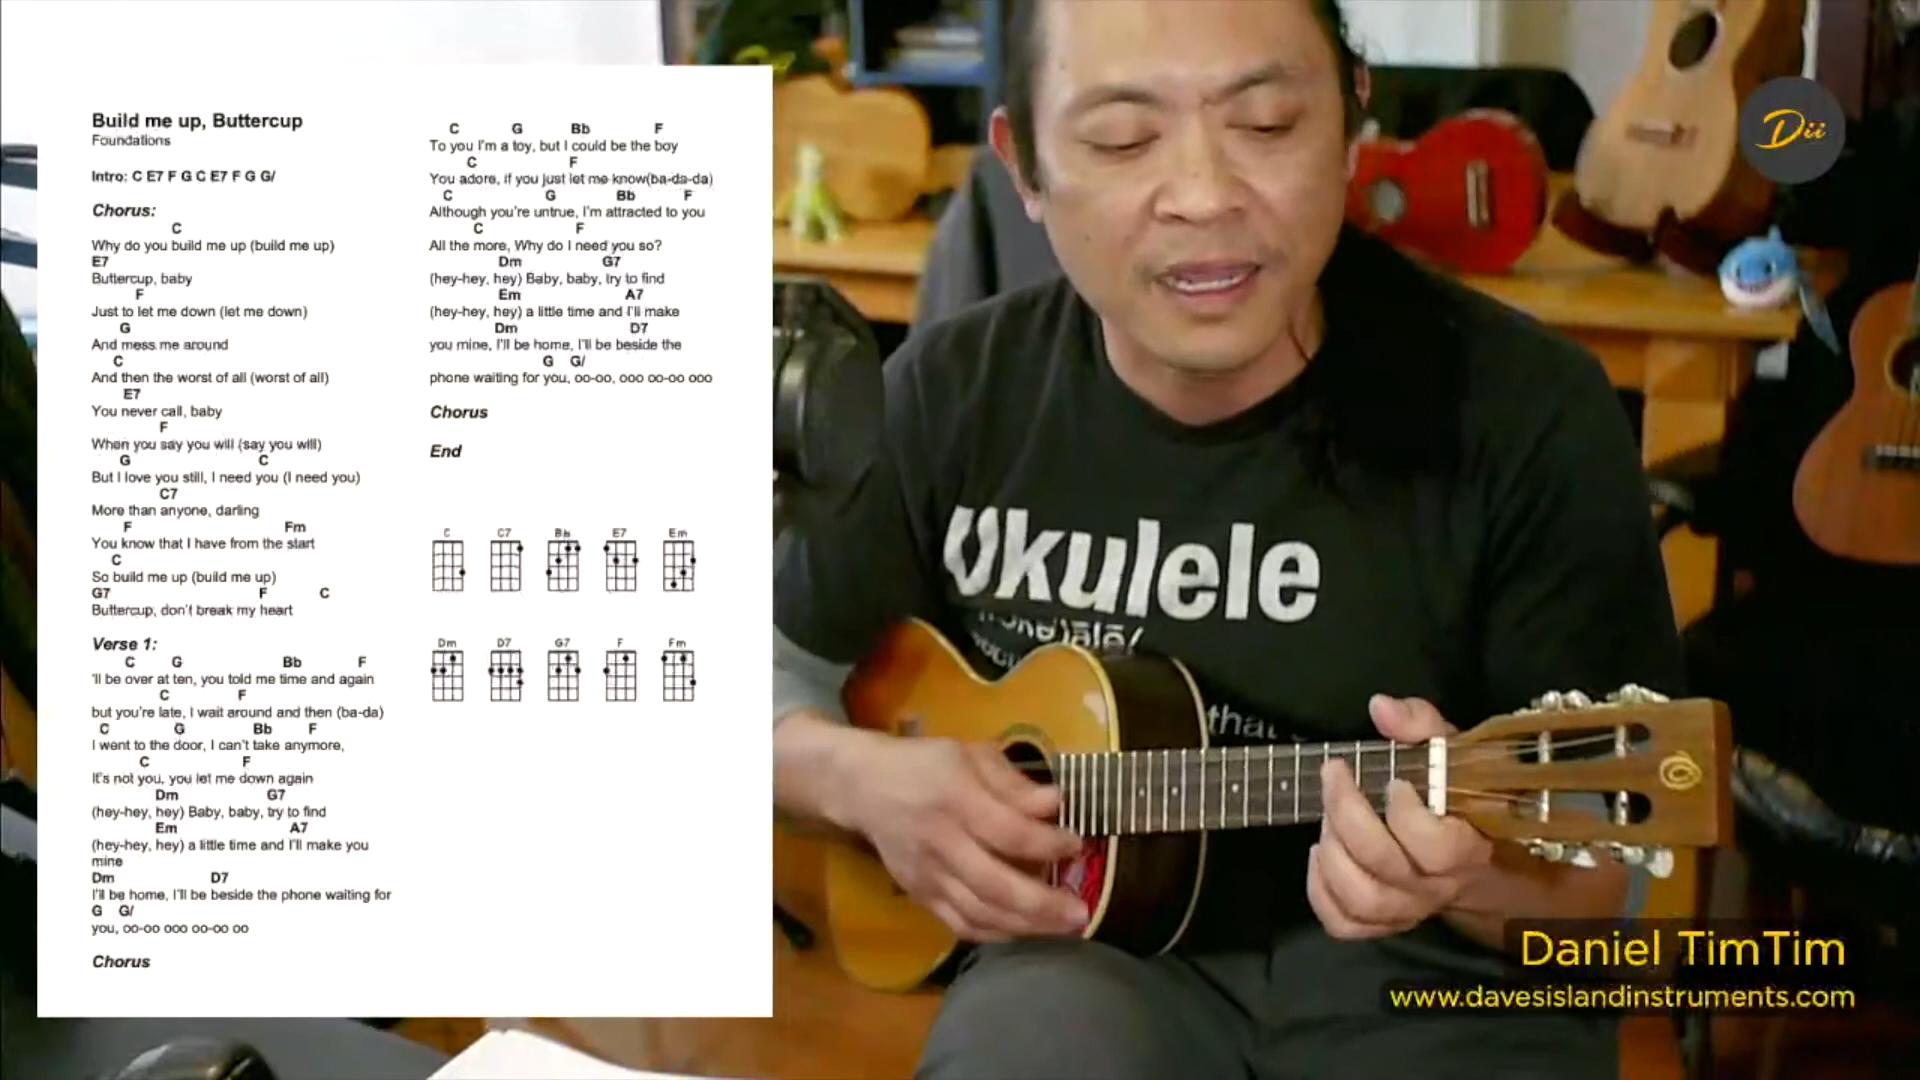 Build me up, Buttercup
Foundations
Intro: C E7 F G C E7 F G G/
Chorus:
C
Why do you build me up (build me up)
E7
Buttercup, baby
F
Just to let me down (let me down)
G
And mess me around
C
And then the worst of all (worst of all)
E7
You never call, baby
F
When you say you will (say you will)
G C
But I love you still, I need you (I need you)
C7
More than anyone, darling
F Fm
You know that I have from the start
C
So build me up (build me up)
G7 F C
Buttercup, don't break my heart
Verse 1:
C G Bb F
'll be over at ten, you told me time and again
C F
but you're late, I wait around and then (ba-da)
C G Bb F
I went to the door, I can't take anymore,
C F
It's not you, you let me down again
Dm G7
(hey-hey, hey) Baby, baby, try to find
Em A7
(hey-hey, hey) a little time and I'll make you
mine
Dm D7
I'll be home, I'll be beside the phone waiting for
G G/
you, oo-oo ooo oo-oo oo
Chorus
C G Bb F
To you I'm a toy, but I could be the boy
C F
You adore, if you just let me know(ba-da-da)
C G Bb F
Although you're untrue, I'm attracted to you
C F
All the more, Why do I need you so?
Dm G7
(hey-hey, hey) Baby, baby, try to find
Em A7
(hey-hey, hey) a little time and I'll make
Dm D7
you mine, I'll be home, I'll be beside the
G G/
phone waiting for you, oo-oo, ooo oo-oo ooo
Chorus
End
C C7 Bb E7 Em
Dm D7 G7 F Fm
Dii
Ukulele
that
Daniel TimTim
www.davesislandinstruments.com